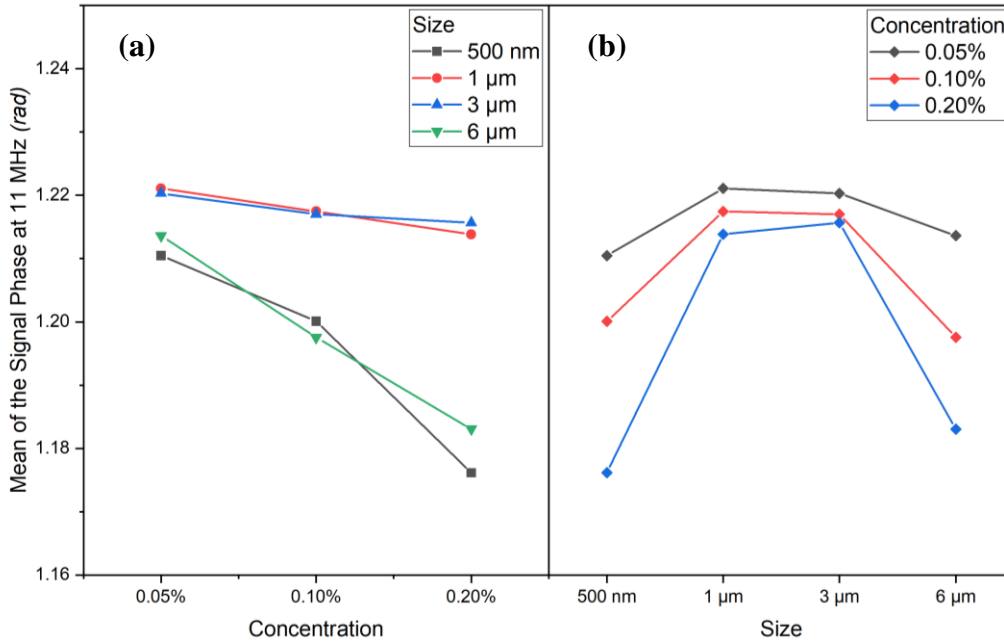 Mean of the Signal Phase at 11 MHz (rad)
1.24
1.22
1.20
1.18
1.16
(a)
Size
500 nm
1 µm
3 µm
6 µm
0.05%
0.10%
0.20%
Concentration
(b)
Concentration
0.05%
0.10%
0.20%
500 nm
1 µm
3 µm
6 µm
Size